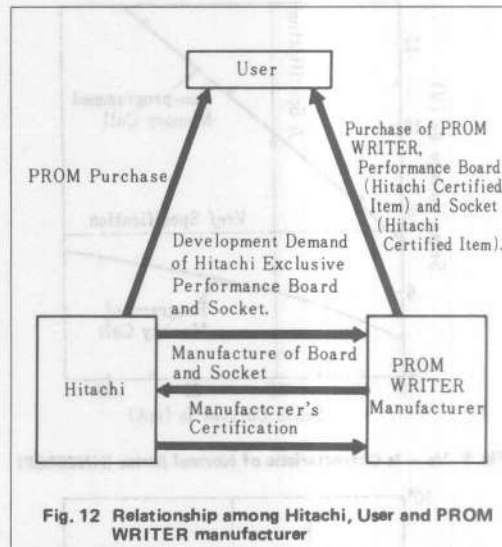 User
PROM Purchase
Purchase of PROM
WRITER,
Performance Board
(Hitachi Certified
Item) and Socket
(Hitachi
Certified Item).
Development Demand
of Hitachi Exclusive
Performance Board
and Socket.
Hitachi
Manufacture of Board
and Socket
Manufactcrer's
Certification
PROM
WRITER
Manufacturer
Fig. 12 Relationship among Hitachi, User and PROM
WRITER manufacturer